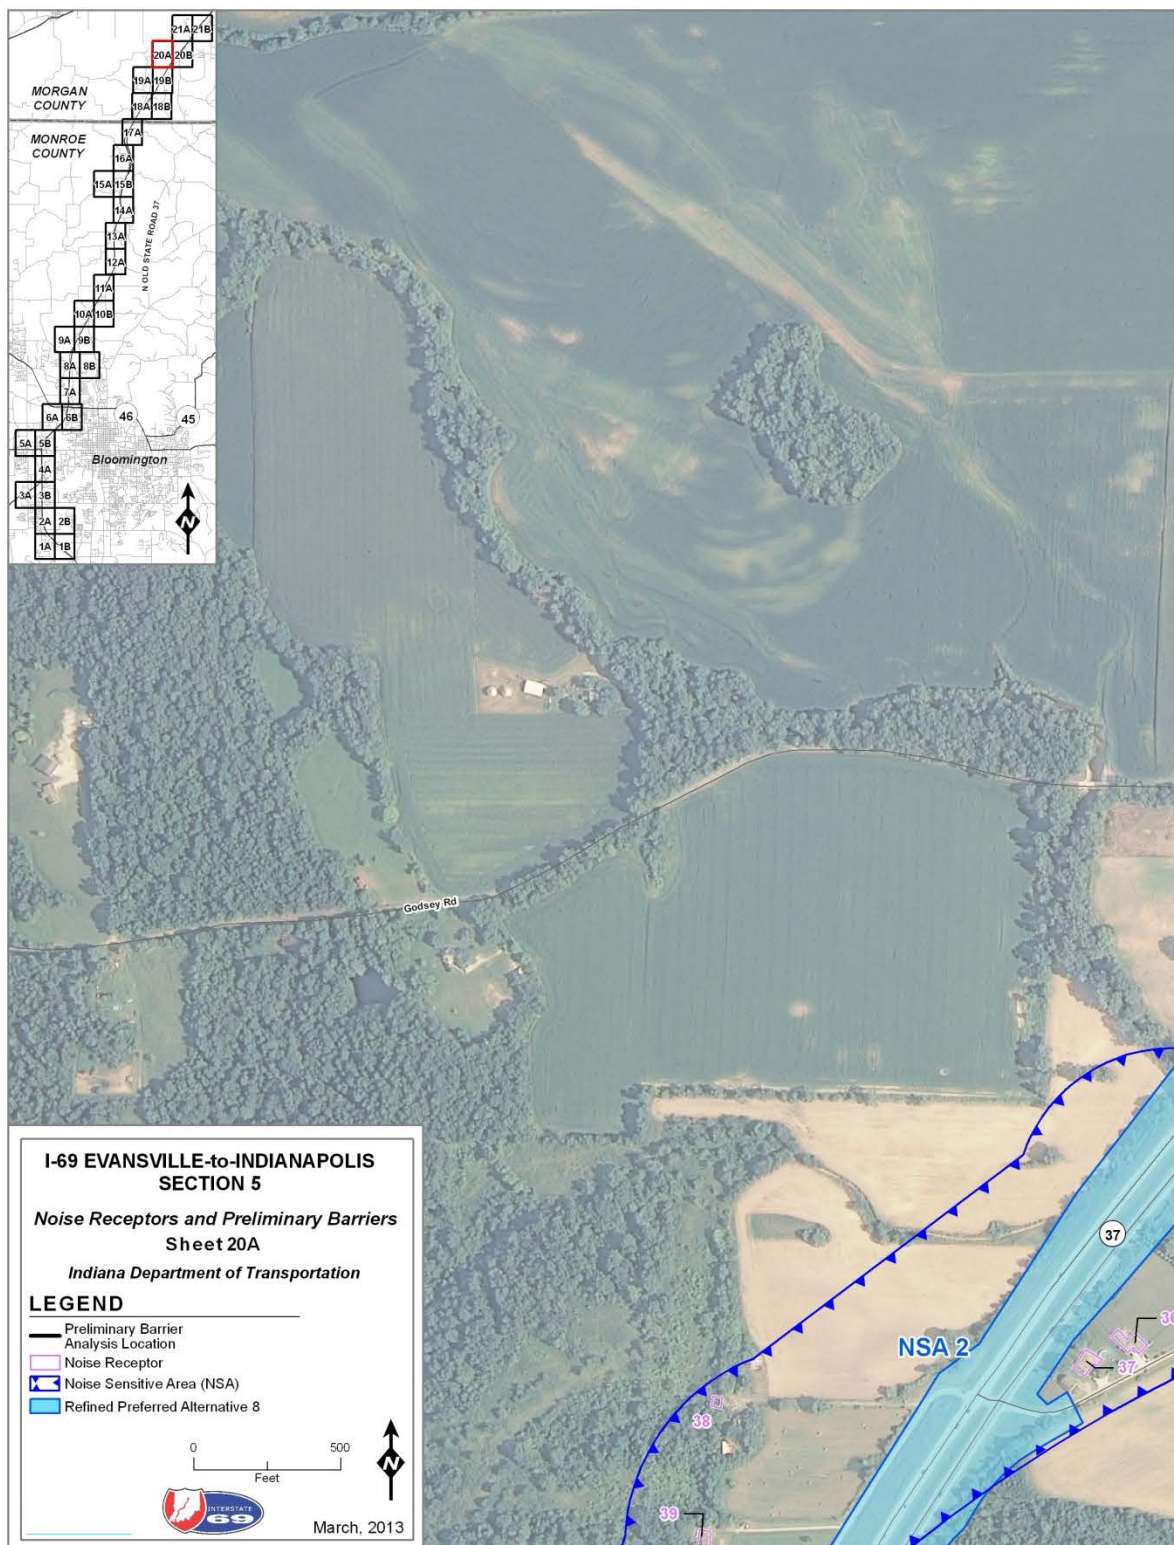 21A 21B
20A 20B
19A 19B
MORGAN
COUNTY
18A 18B
MONROE
COUNTY
17A
16A
15A 15B
14A
N OLD STATE ROAD 37
13A
12A
11A
10A 10B
9A 9B
8A 8B
7A
6A 6B
46
45
5A 5B
Bloomington
4A
3A 3B
2A 2B
N
1A 1B
Godsey Rd
37
NSA 2
36
37
38
39
I-69 EVANSVILLE-to-INDIANAPOLIS
SECTION 5
Noise Receptors and Preliminary Barriers
Sheet 20A
Indiana Department of Transportation
LEGEND
Preliminary Barrier
Analysis Location
Noise Receptor
Noise Sensitive Area (NSA)
Refined Preferred Alternative 8
0 500
Feet
N
INTERSTATE
69
March, 2013